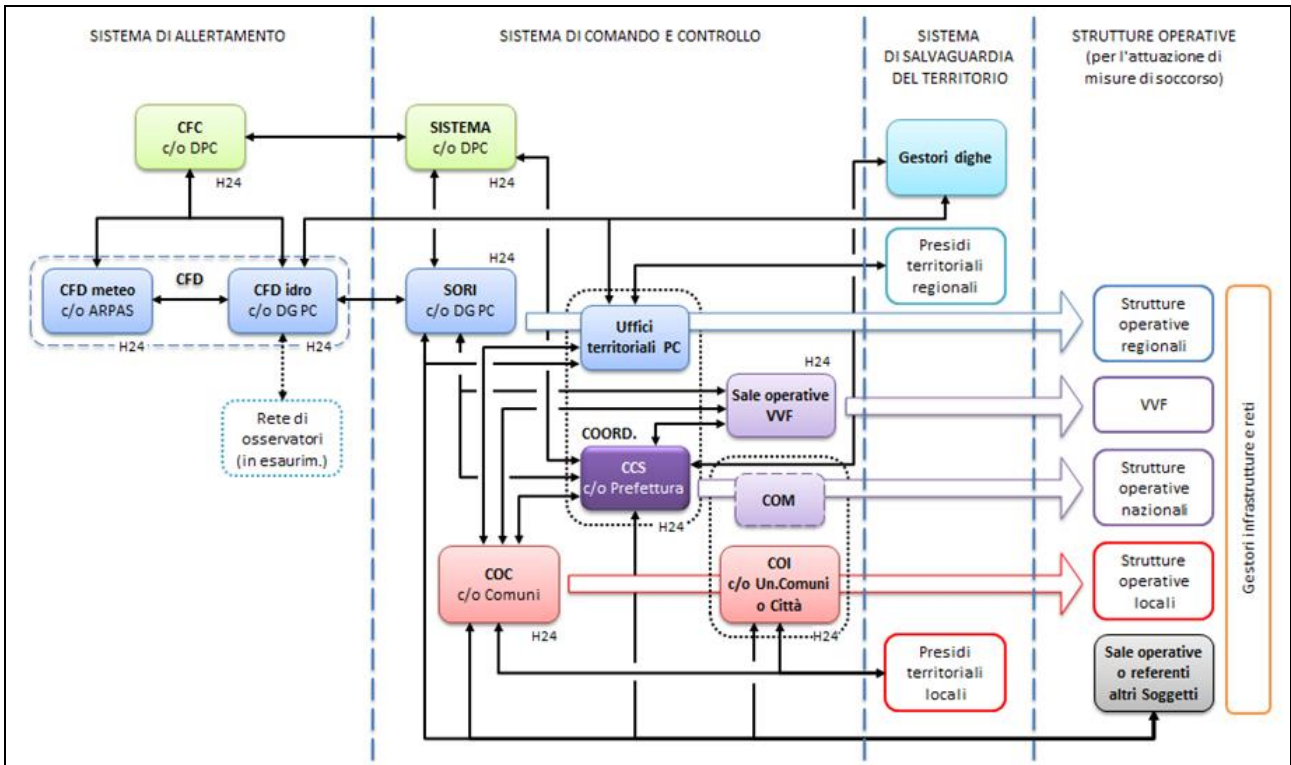 SISTEMA DI ALLERTAMENTO
SISTEMA DI COMANDO E CONTROLLO
SISTEMA
DI SALVAGUARDIA
DEL TERRITORIO
STRUTTURE OPERATIVE
(per l'attuazione di
misure di soccorso)
CFC
c/o DPC
H24
SISTEMA
c/o DPC
H24
Gestori dighe
CFD
CFD meteo
c/o ARPAS
H24
CFD idro
c/o DG PC
H24
H24
SORI
c/o DG PC
Presidi
territoriali
regionali
Uffici
territoriali PC
Strutture
operative
regionali
Rete di
osservatori
(in esaurim.)
H24
Sale operative
VVF
VVF
COORD.
CCS
c/o Prefettura
H24
COM
Strutture
operative
nazionali
COC
c/o Comuni
H24
COI
c/o Un.Comuni
o Città
H24
Strutture
operative
locali
Presidi
territoriali
locali
Sale operative
o referenti
altri Soggetti
Gestori infrastrutture e reti